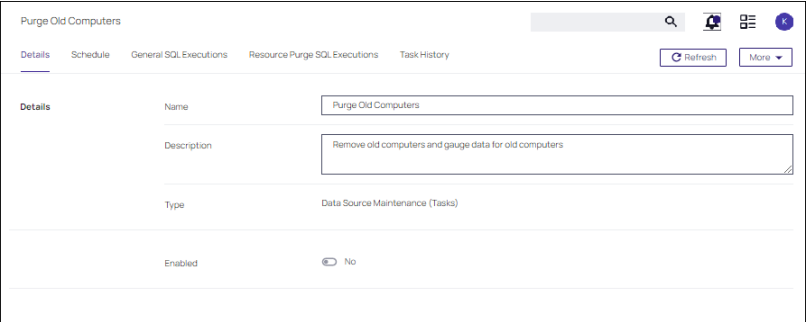 Purge Old Computers
K
Details Schedule General SQL Executions Resource Purge SQL Executions Task History
Refresh More
Details
Name Purge Old Computers
Description Remove old computers and gauge data for old computers
Type Data Source Maintenance (Tasks)
Enabled No